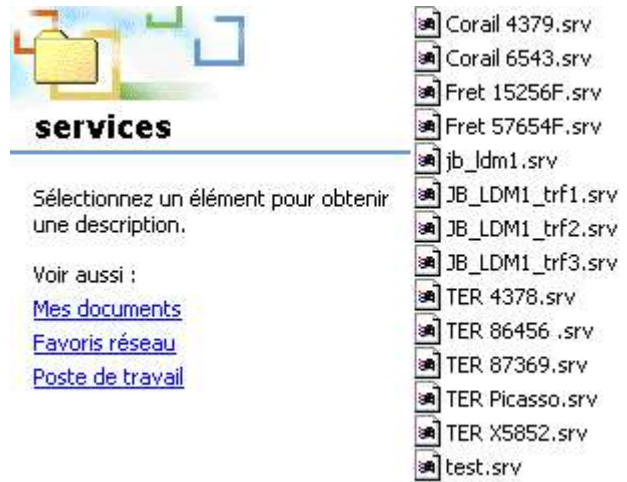 services
Sélectionnez un élément pour obtenir
une description.
Voir aussi :
Mes documents
Favoris réseau
Poste de travail
Corail 4379.srv
Corail 6543.srv
Fret 15256F.srv
Fret 57654F.srv
jb_ldm1.srv
JB_LDM1_trf1.srv
JB_LDM1_trf2.srv
JB_LDM1_trf3.srv
TER 4378.srv
TER 86456 .srv
TER 87369.srv
TER Picasso.srv
TER X5852.srv
test.srv